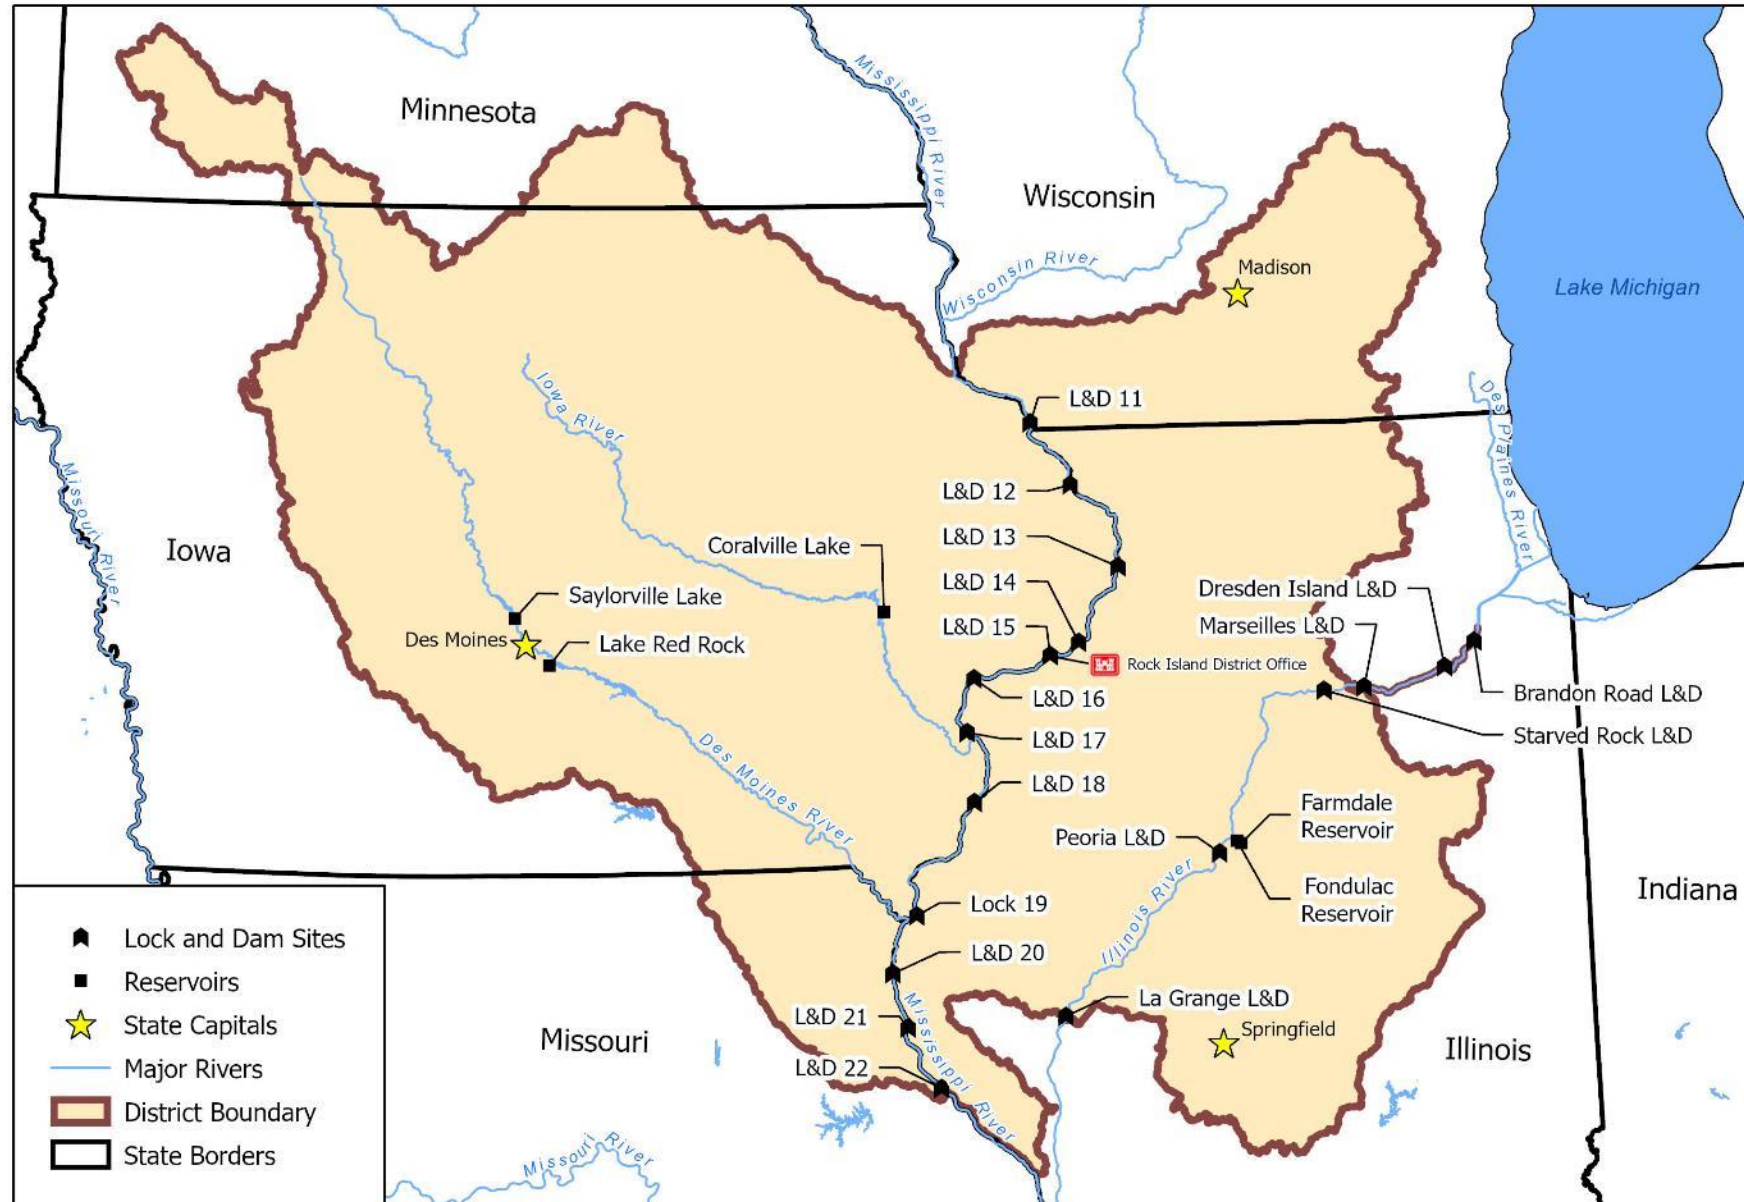 Minnesota
Mississippi River
Wisconsin
Madison
Wisconsin River
Lake Michigan
Iowa River
L&D 11
Des Plaines River
Missouri River
L&D 12
Iowa
L&D 13
Coralville Lake
L&D 14
Dresden Island L&D
Saylorville Lake
Marseilles L&D
L&D 15
Des Moines
Lake Red Rock
Rock Island District Office
L&D 16
Brandon Road L&D
L&D 17
Starved Rock L&D
Des Moines River
L&D 18
Farmdale
Reservoir
Peoria L&D
Fondulac
Reservoir
Indiana
Lock 19
Illinois River
L&D 20
La Grange L&D
L&D 21
Mississippi River
Springfield
Missouri
Illinois
L&D 22
Missouri River
Lock and Dam Sites
Reservoirs
State Capitals
Major Rivers
District Boundary
State Borders